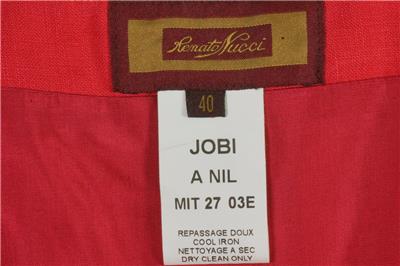 Renato Nucci
40
JOBI
A NIL
MIT 27 03E
REPASSAGE DOUX
COOL IRON
NETTOYAGE A SEC
DRY CLEAN ONLY